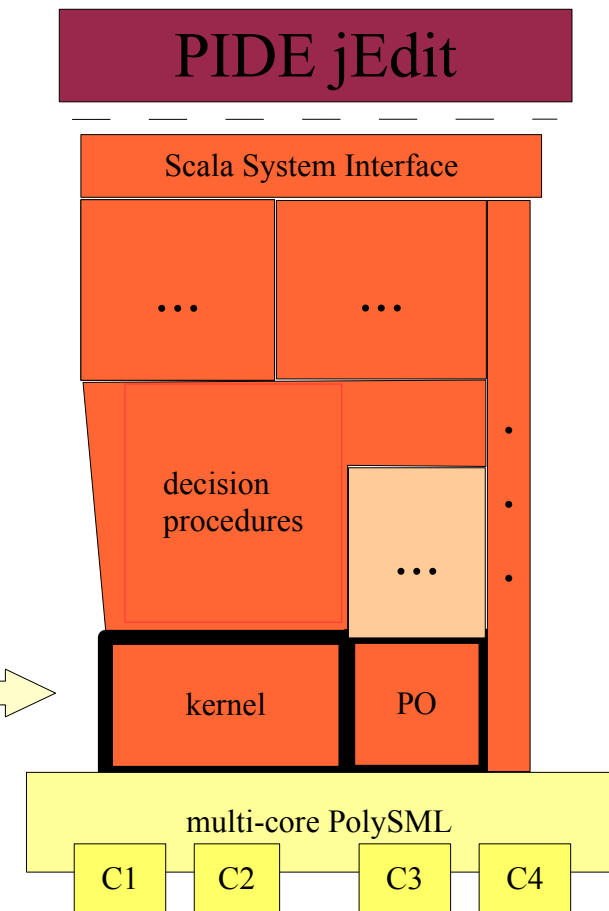 PIDE jEdit
Scala System Interface
... ...
decision
procedures
...
kernel PO
multi-core PolySML
C1 C2 C3 C4